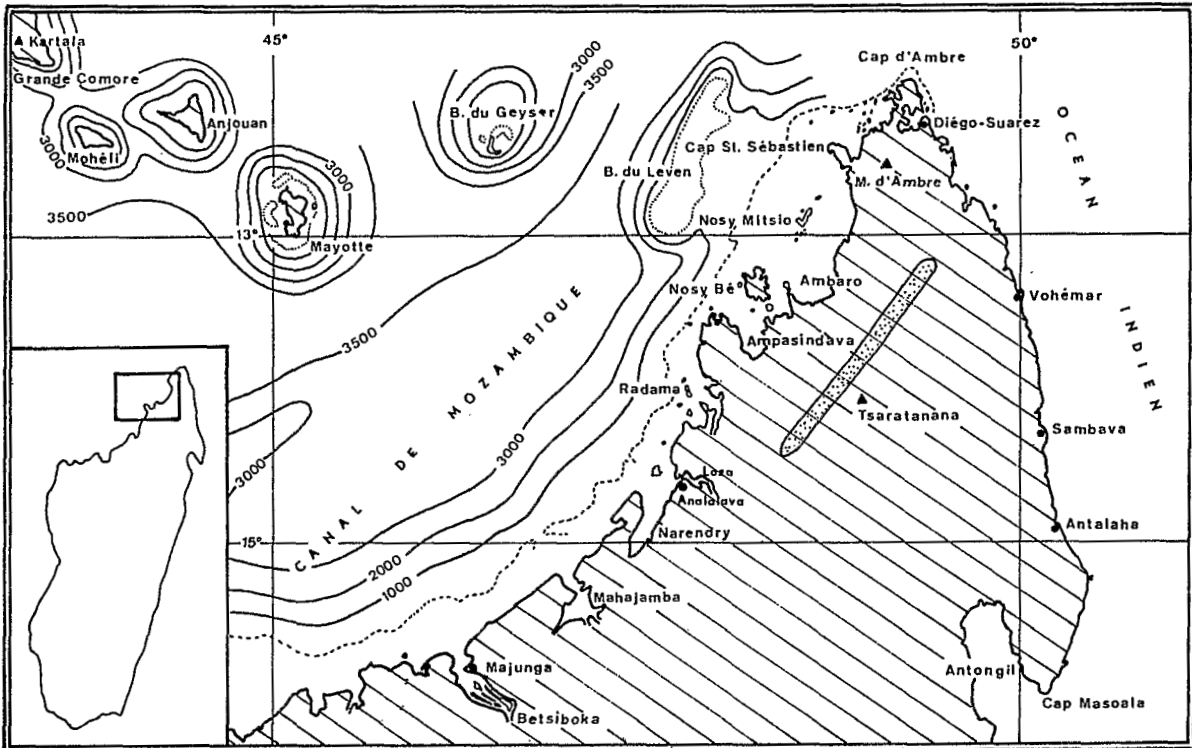 45°
50°
Kartala
Grande Comore
Anjouan
3000
Mohéli
3500
3000
13°
Mayotte
B. du Geyser
3000
3500
Cap d'Ambre
Diégo-Suarez
Cap St. Sébastien
M. d'Ambre
B. du Leven
Nosy Mitsio
OCEAN INDIEN
Nosy Bé
Ambaro
Vohémar
Ampasindava
3500
CANAL DE MOZAMBIQUE
Radama
Tsaratanana
Sambava
3000
3000
Loza
Analalava
Antalaha
Narendry
15°
2000
1000
Mahajamba
Majunga
Antongil
Betsiboka
Cap Masoala